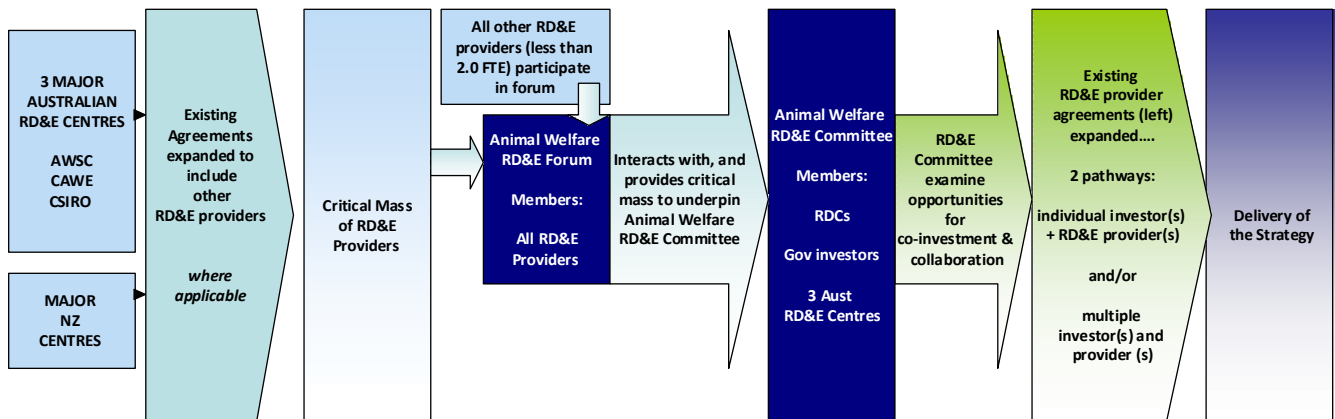 3 MAJOR
AUSTRALIAN
RD&E CENTRES
AWSC
CAWE
CSIRO
MAJOR
NZ
CENTRES
Existing
Agreements
expanded to
include
other
RD&E providers
where
applicable
Critical Mass
of RD&E
Providers
All other RD&E
providers (less than
2.0 FTE) participate
in forum
Animal Welfare
RD&E Forum
Members:
All RD&E
Providers
Interacts with, and
provides critical
mass to underpin
Animal Welfare
RD&E Committee
Animal Welfare
RD&E Committee
Members:
RDCs
Gov investors
3 Aust
RD&E Centres
RD&E
Committee
examine
opportunities
for
co-investment &
collaboration
Existing
RD&E provider
agreements (left)
expanded....
2 pathways:
individual investor(s)
+ RD&E provider(s)
and/or
multiple
investor(s) and
provider (s)
Delivery of
the Strategy